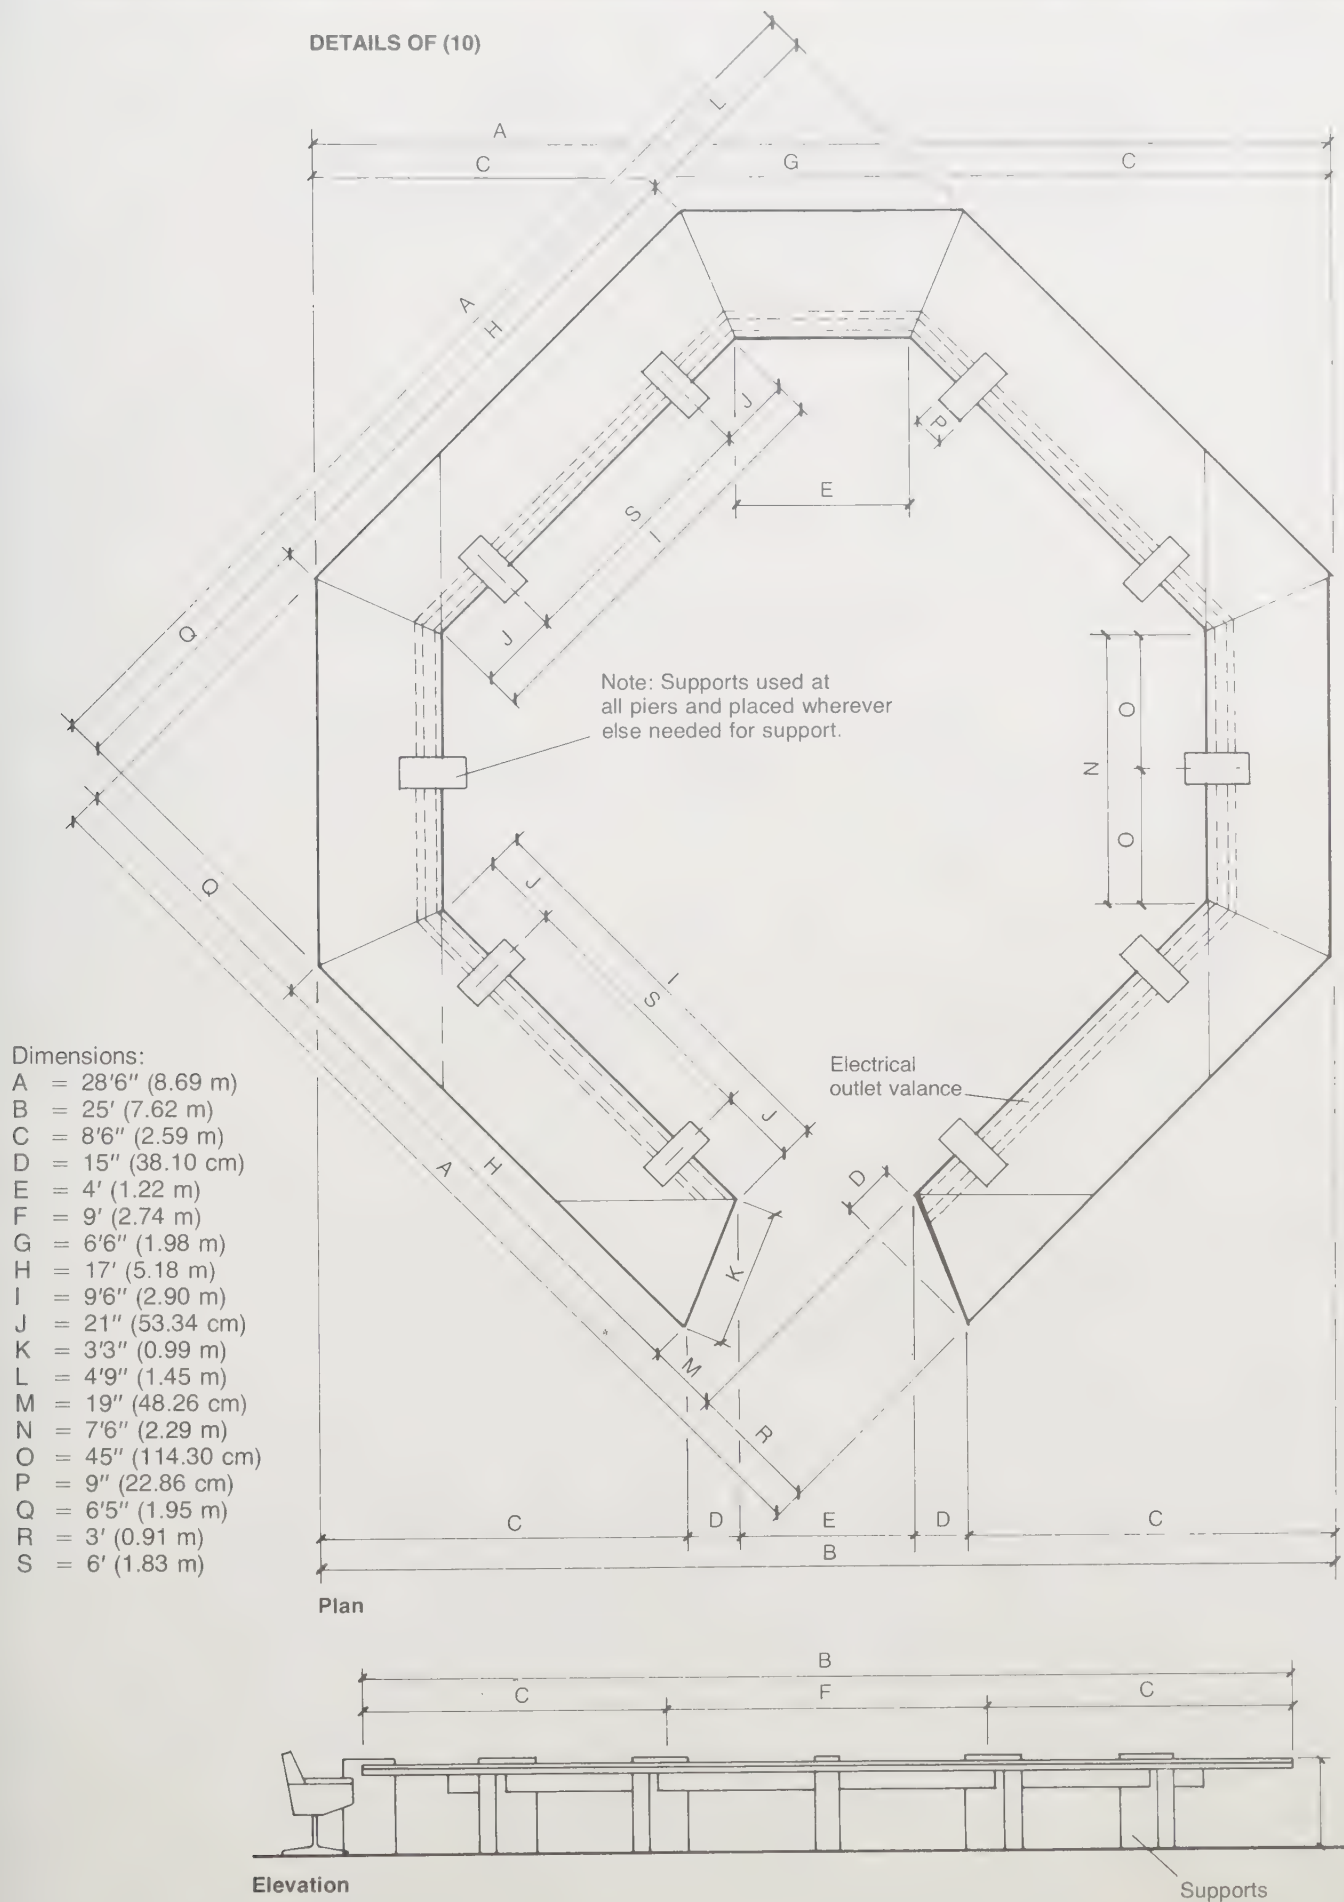 DETAILS OF (10)
L
A
C G C
A
H
J
P
E
S
I
Q
J
Note: Supports used at
all piers and placed wherever
else needed for support.
O
N
O
Q
J
I
S
Dimensions:
A = 28'6" (8.69 m)
B = 25' (7.62 m)
C = 8'6" (2.59 m)
D = 15" (38.10 cm)
E = 4' (1.22 m)
F = 9' (2.74 m)
G = 6'6" (1.98 m)
H = 17' (5.18 m)
I = 9'6" (2.90 m)
J = 21" (53.34 cm)
K = 3'3" (0.99 m)
L = 4'9" (1.45 m)
M = 19" (48.26 cm)
N = 7'6" (2.29 m)
O = 45" (114.30 cm)
P = 9" (22.86 cm)
Q = 6'5" (1.95 m)
R = 3' (0.91 m)
S = 6' (1.83 m)
Electrical
outlet valance
J
H
A
D
K
M
R
C D E D C
B
Plan
B
C F C
Elevation
Supports